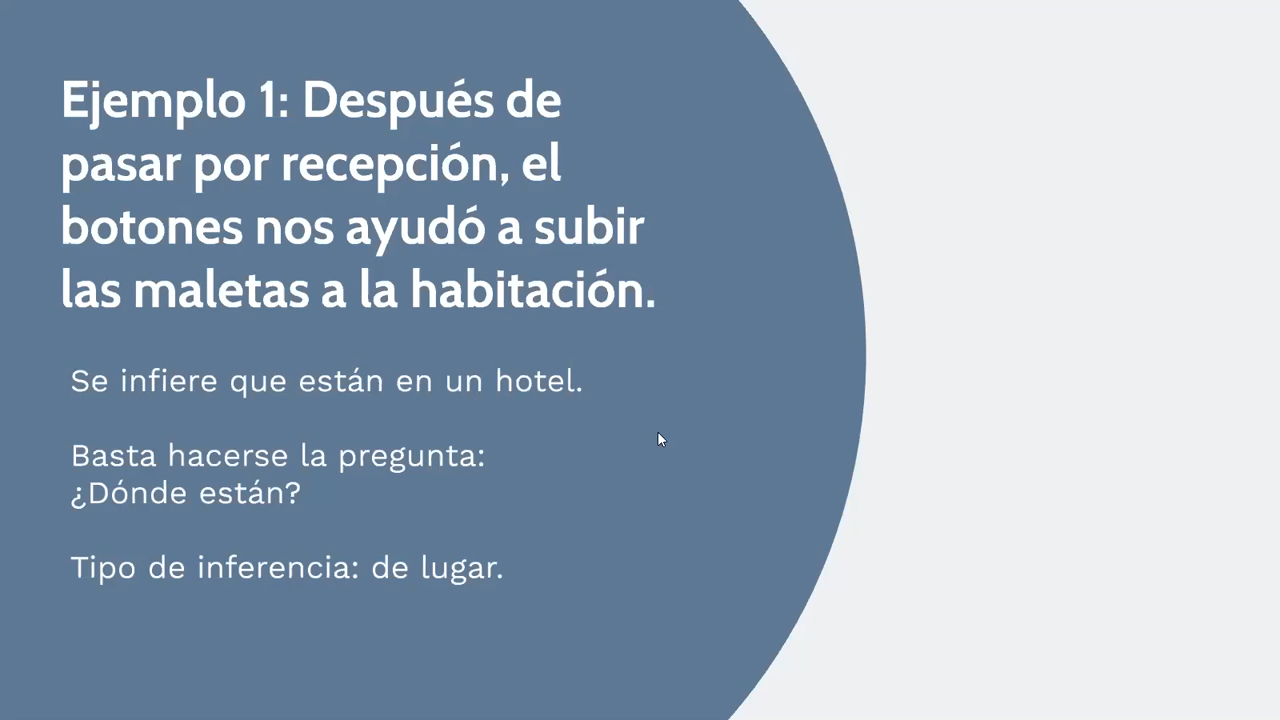 Ejemplo 1: Después de
pasar por recepción, el
botones nos ayudó a subir
las maletas a la habitación.
Se infiere que están en un hotel.
Basta hacerse la pregunta:
¿Dónde están?
Tipo de inferencia: de lugar.